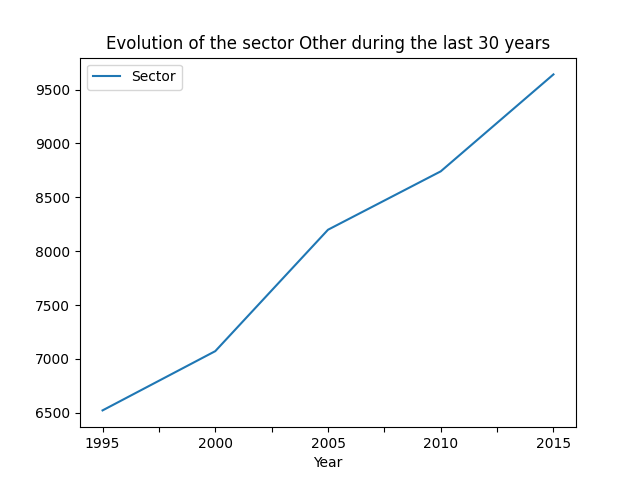 Evolution of the sector Other during the last 30 years
Sector
9500
9000
8500
8000
7500
7000
6500
1995 2000 2005 2010 2015
Year